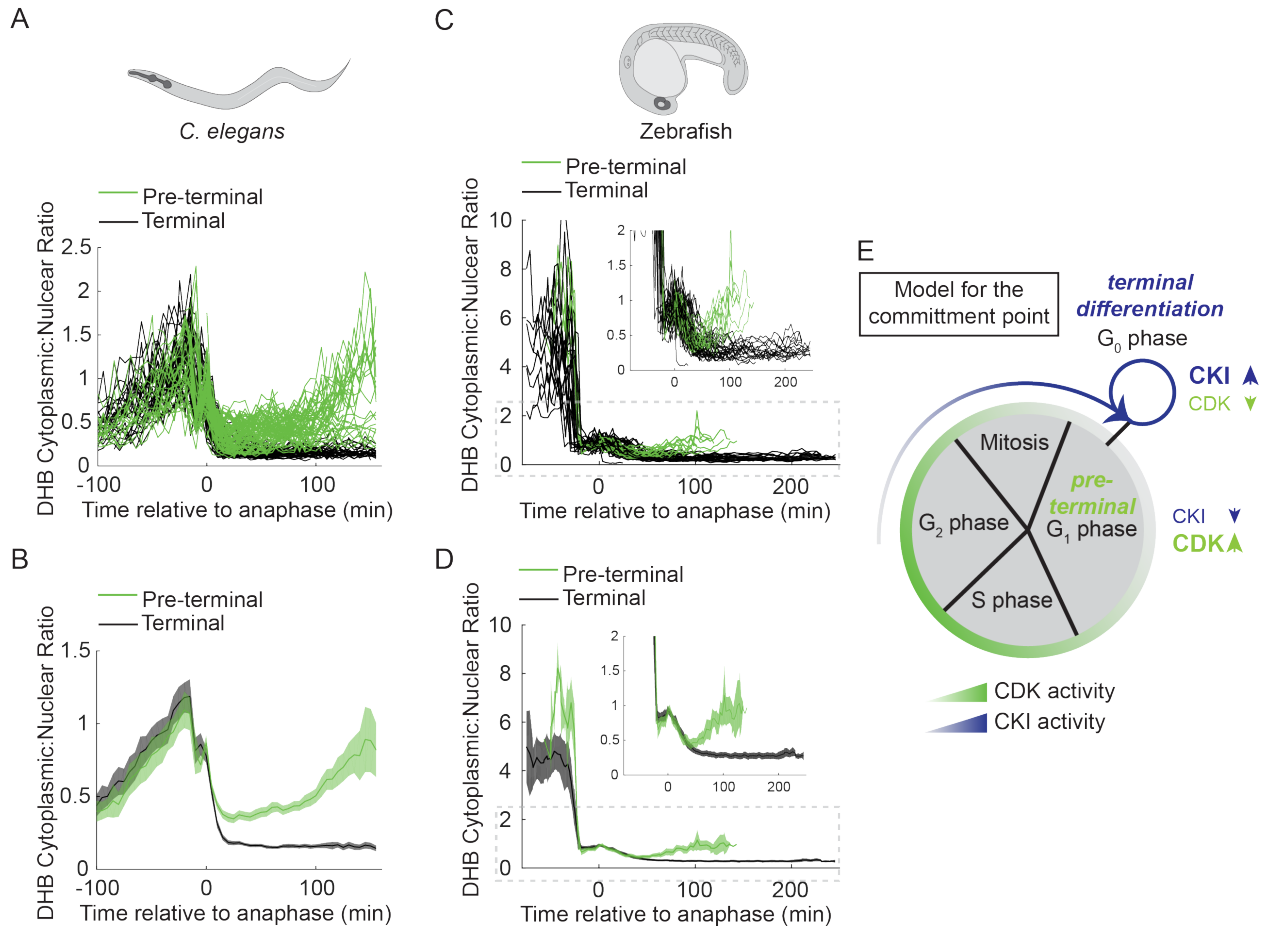 A
C. elegans
Pre-terminal
Terminal
DHB Cytoplasmic:Nulcear Ratio
2.5
2
1.5
1
0.5
0
-100
0
100
Time relative to anaphase (min)
B
Pre-terminal
Terminal
DHB Cytoplasmic:Nuclear Ratio
1.5
1
0.5
0
-100
0
100
Time relative to anaphase (min)
C
Zebrafish
Pre-terminal
Terminal
DHB Cytoplasmic:Nulcear Ratio
10
8
6
4
2
0
2
1.5
1
0.5
0
0
100
200
0
100
200
Time relative to anaphase (min)
D
Pre-terminal
Terminal
DHB Cytoplasmic:Nuclear Ratio
10
8
6
4
2
0
2
1.5
1
0.5
0
0
100
200
0
100
200
Time relative to anaphase (min)
E
Model for the
committment point
terminal
differentiation
G0 phase
CKI
CDK
Mitosis
pre-
terminal
G2 phase
G1 phase
S phase
CKI
CDK
CDK activity
CKI activity